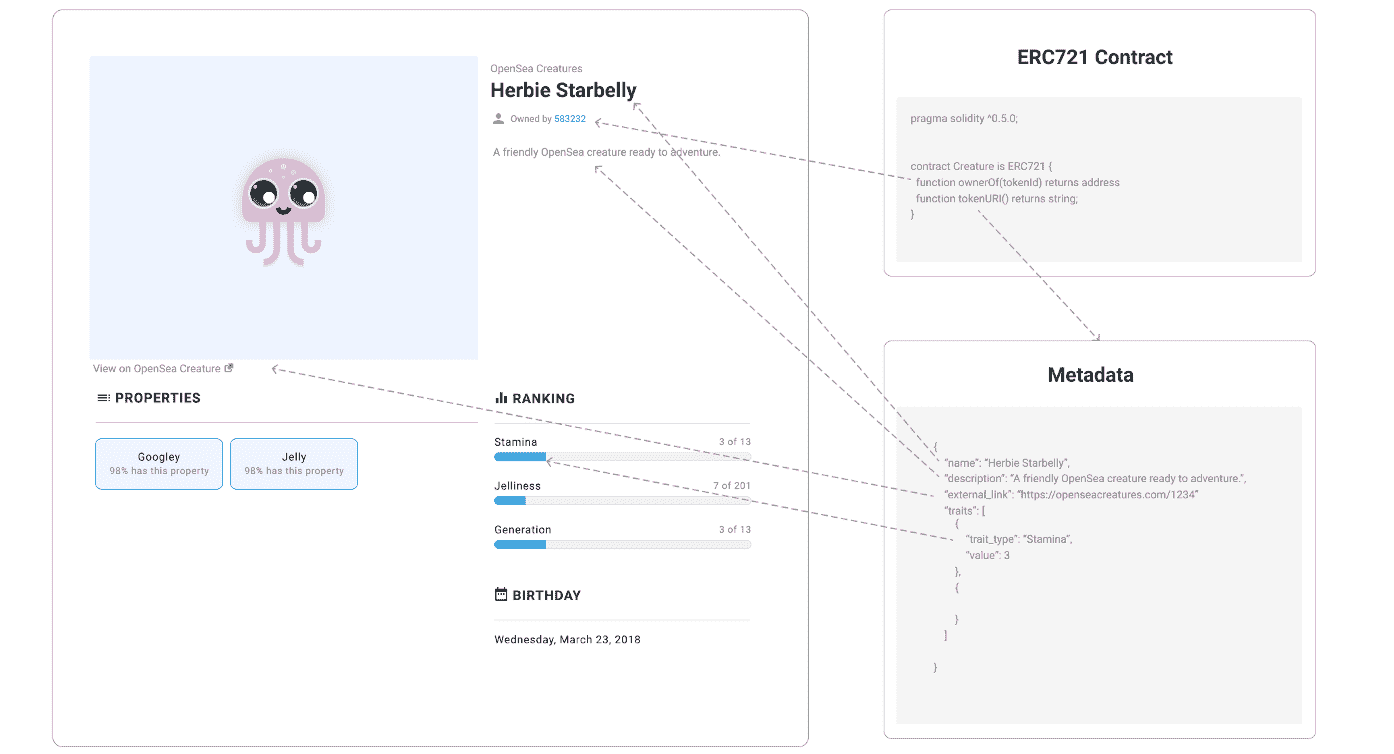 OpenSea Creatures
Herbie Starbelly
Owned by 583232
A friendly OpenSea creature ready to adventure.
View on OpenSea Creature
PROPERTIES
Googley
98% has this property
Jelly
98% has this property
RANKING
Stamina 3 of 13
Jelliness 7 of 201
Generation 3 of 13
BIRTHDAY
Wednesday, March 23, 2018
ERC721 Contract
pragma solidity ^0.5.0;
contract Creature is ERC721 {
function ownerOf(tokenId) returns address
function tokenURI() returns string;
}
Metadata
{
“name”: “Herbie Starbelly”,
“description”: “A friendly OpenSea creature ready to adventure.”,
“external_link”: “https://openseacreatures.com/1234”
“traits”: [
{
“trait_type”: “Stamina”,
“value”: 3
},
{
}
]
}